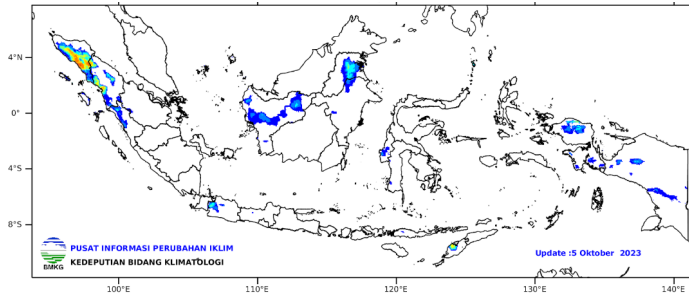 4°N
0°
4°S
8°S
PUSAT INFORMASI PERUBAHAN IKLIM
KEDEPUTIAN BIDANG KLIMATOLOGI
BMKG
Update :5 Oktober 2023
100°E 110°E 120°E 130°E 140°E